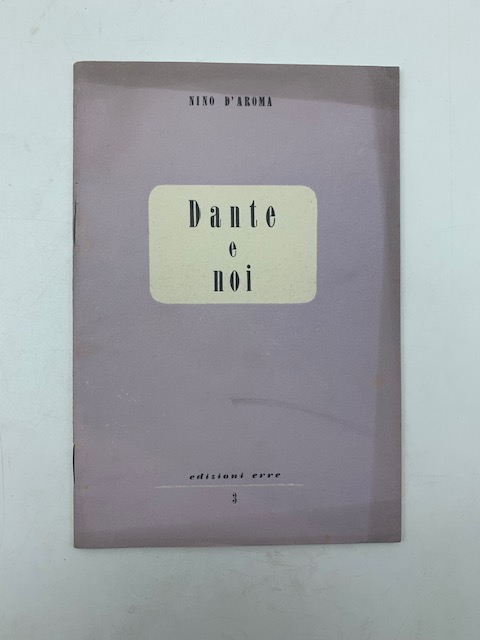 NINO D'AROMA
Dante
e
noi
edizioni erre
3